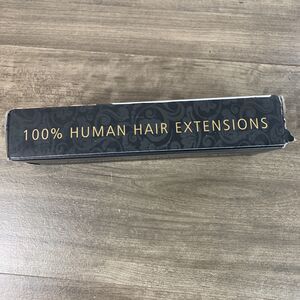 100% HUMAN HAIR EXTENSIONS